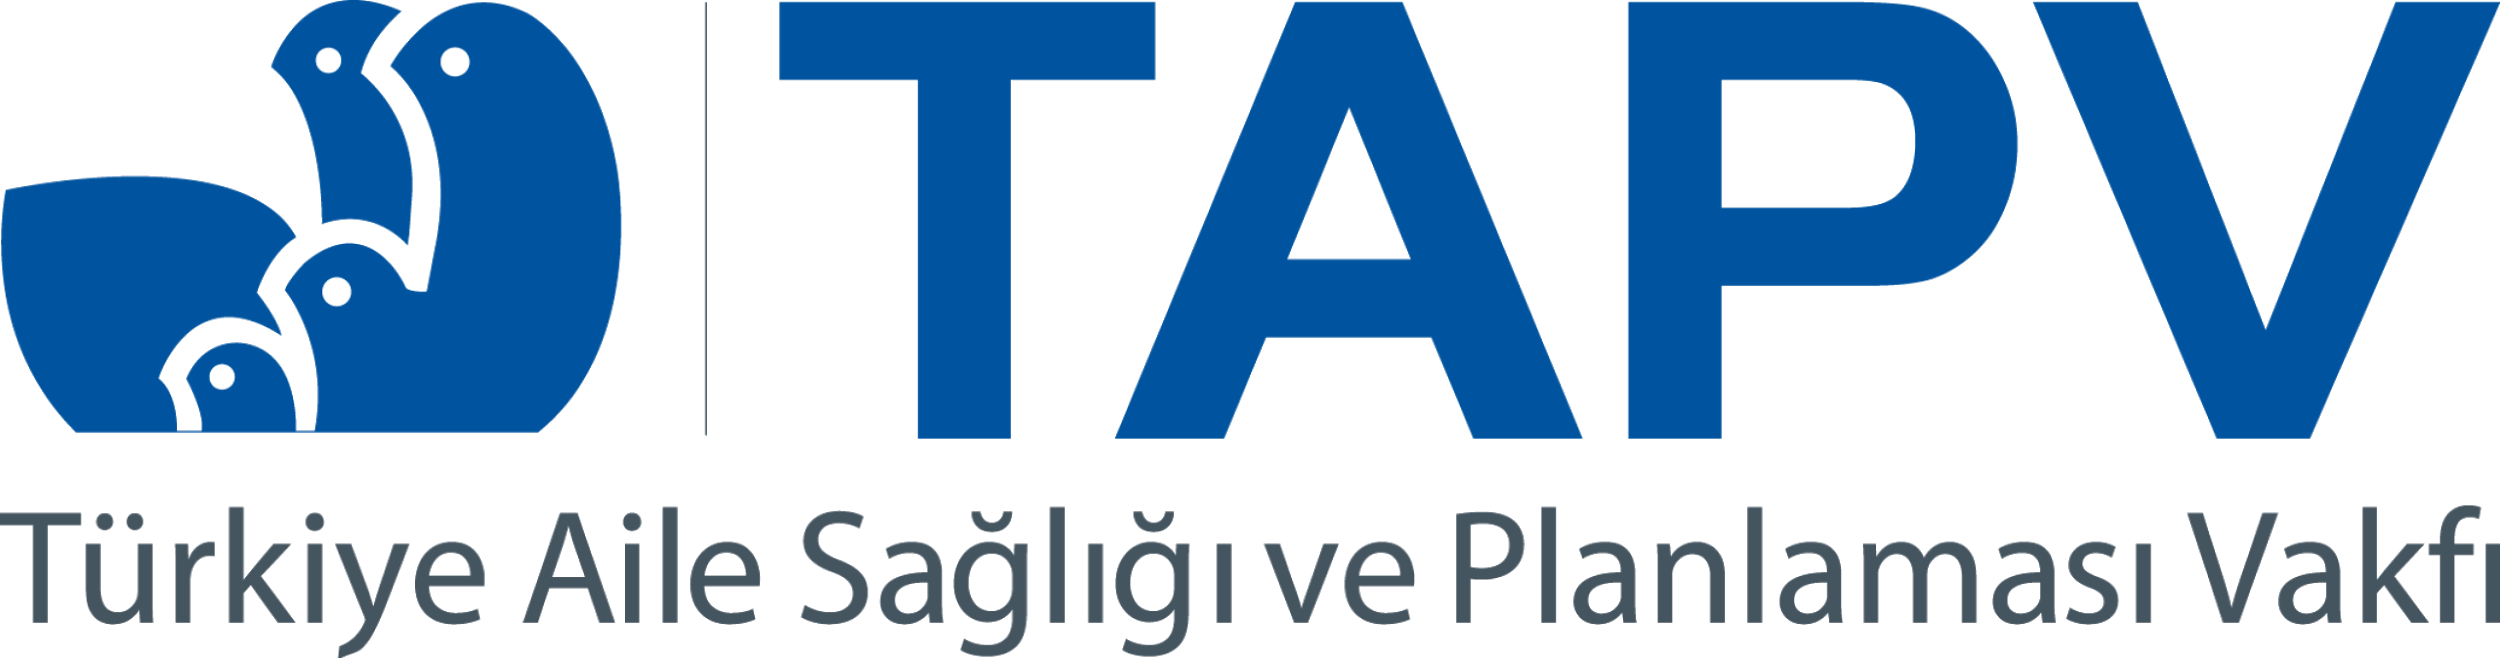 TAPV
Türkiye Aile Sağlığı ve Planlaması Vakfı